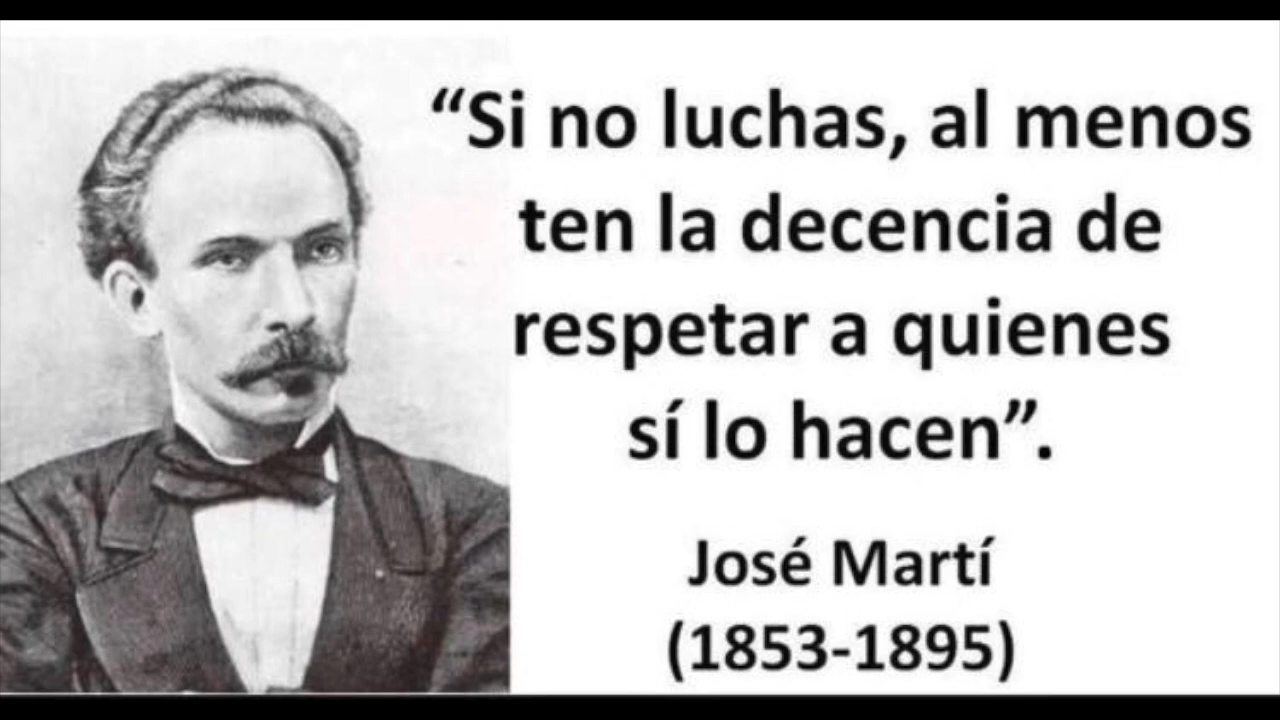 “Si no luchas, al menos
ten la decencia de
respetar a quienes
sí lo hacen”.
José Martí
(1853-1895)